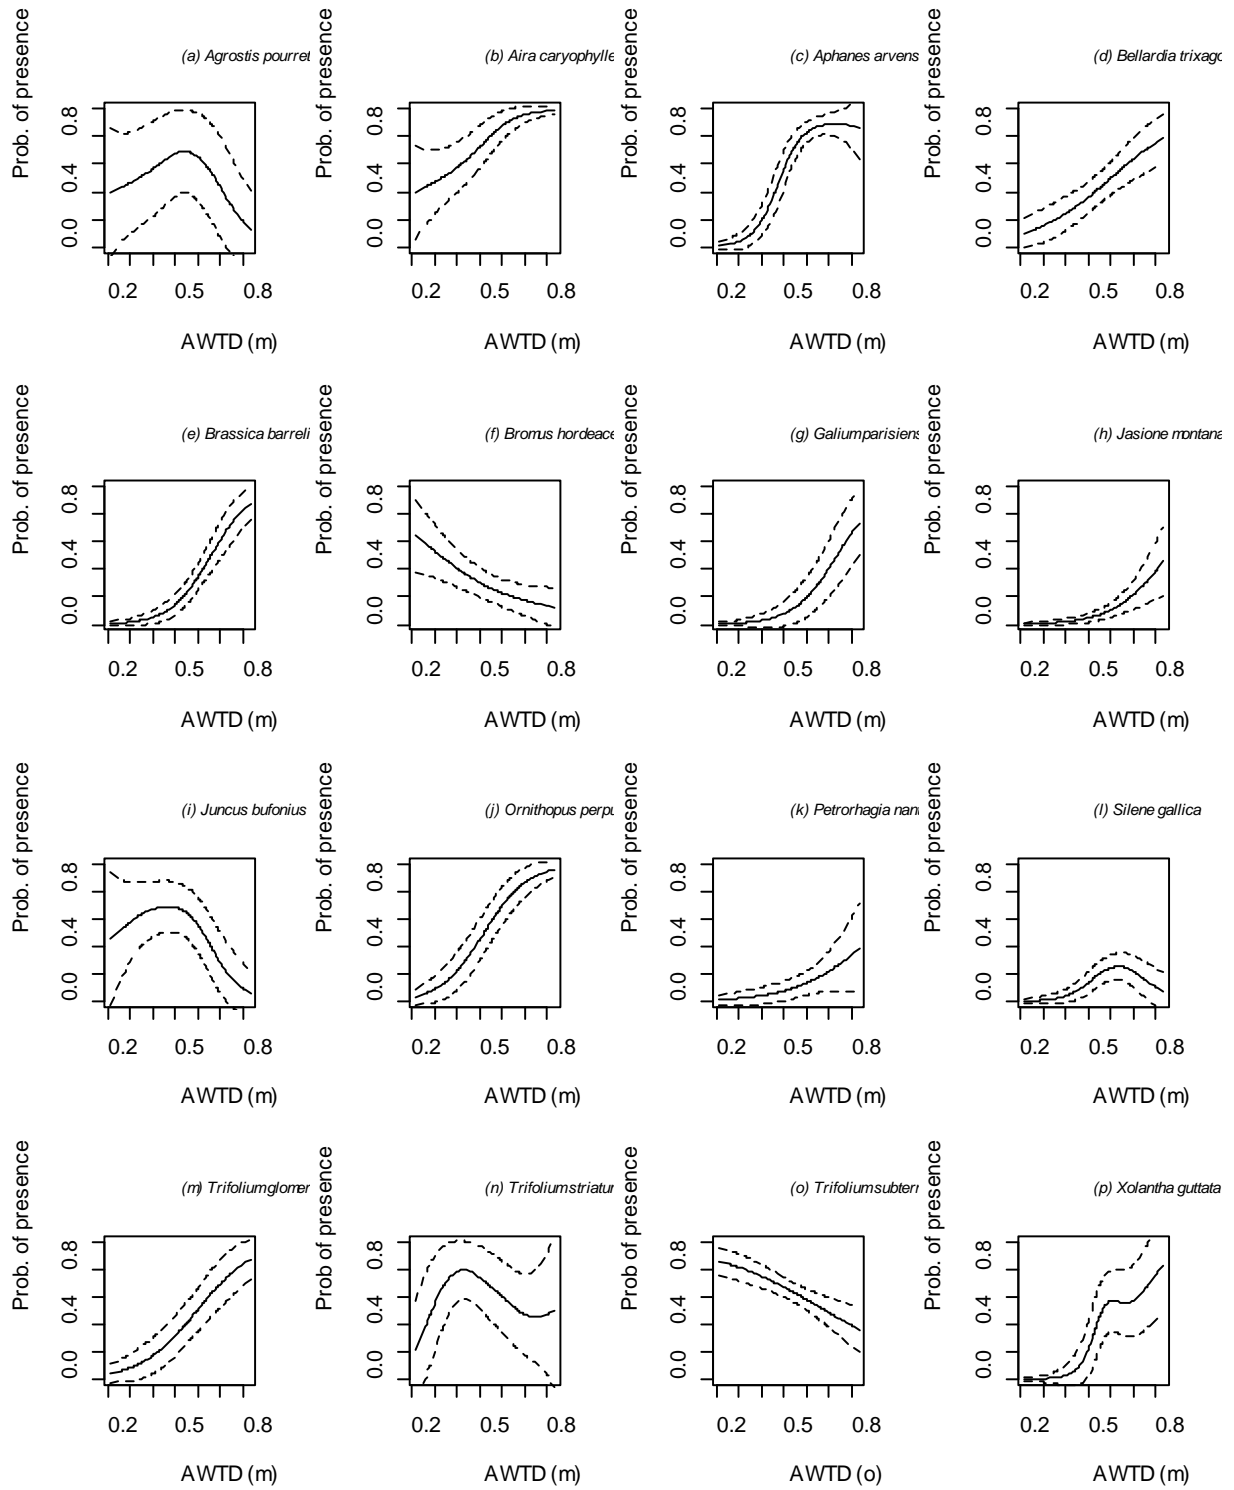 (a) Agrostis pourret
(b) Aira caryophylle
(c) Aphanes arvens
(d) Bellardia trixago
Prob. of presence
Prob. of presence
Prob. of presence
Prob. of presence
0.8
0.4
0.0
0.8
0.4
0.0
0.8
0.4
0.0
0.8
0.4
0.0
0.2 0.5 0.8
0.2 0.5 0.8
0.2 0.5 0.8
0.2 0.5 0.8
AWTD (m)
AWTD (m)
AWTD (m)
AWTD (m)
(e) Brassica barreli
(f) Bromus hordeace
(g) Galium parisiens
(h) Jasione montana
Prob. of presence
Prob. of presence
Prob. of presence
Prob. of presence
0.8
0.4
0.0
0.8
0.4
0.0
0.8
0.4
0.0
0.8
0.4
0.0
0.2 0.5 0.8
0.2 0.5 0.8
0.2 0.5 0.8
0.2 0.5 0.8
AWTD (m)
AWTD (m)
AWTD (m)
AWTD (m)
(i) Juncus bufonius
(j) Ornithopus perpu
(k) Petrorhagia nant
(l) Silene gallica
Prob. of presence
Prob. of presence
Prob. of presence
Prob. of presence
0.8
0.4
0.0
0.8
0.4
0.0
0.8
0.4
0.0
0.8
0.4
0.0
0.2 0.5 0.8
0.2 0.5 0.8
0.2 0.5 0.8
0.2 0.5 0.8
AWTD (m)
AWTD (m)
AWTD (m)
AWTD (m)
(m) Trifolium glomer
(n) Trifolium striatur
(o) Trifolium subterr
(p) Xolantha guttata
Prob. of presence
Prob of presence
Prob of presence
Prob. of presence
0.8
0.4
0.0
0.8
0.4
0.0
0.8
0.4
0.0
0.8
0.4
0.0
0.2 0.5 0.8
0.2 0.5 0.8
0.2 0.5 0.8
0.2 0.5 0.8
AWTD (m)
AWTD (m)
AWTD (o)
AWTD (m)